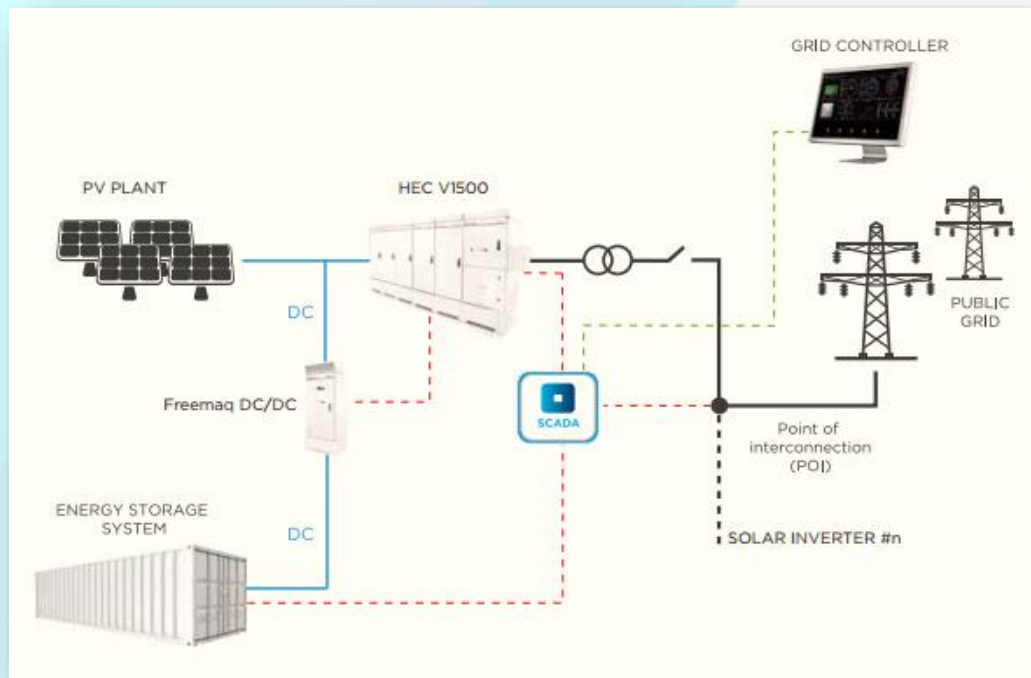 GRID CONTROLLER
PV PLANT
HEC V1500
DC
PUBLIC
GRID
Freemaq DC/DC
SCADA
Point of
interconnection
(POI)
ENERGY STORAGE
SYSTEM
DC
SOLAR INVERTER #n